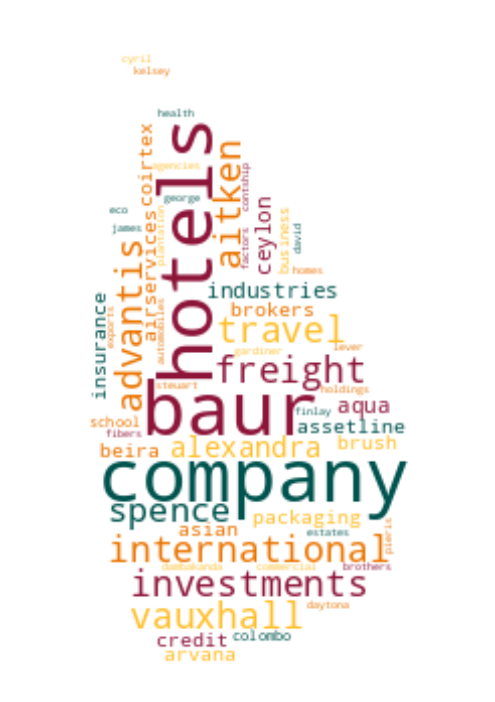 cyril
kelsey
health
hotels
coirtex
aitken
agencies
contship
george
ceylon
eco
plantation
airservices
business
james
david
factors
advantis
homes
automobiles
industries
insurance
exports
brokers
travel
lever
gardiner
freight
steuart
holdings
baur
aqua
finlay
school
assetline
fibers
brush
beira
alexandra
company
spence
packaging
asian
estates
pieris
international
dambakanda
commercial
brothers
investments
vauxhall
daytona
credit
colombo
arvana